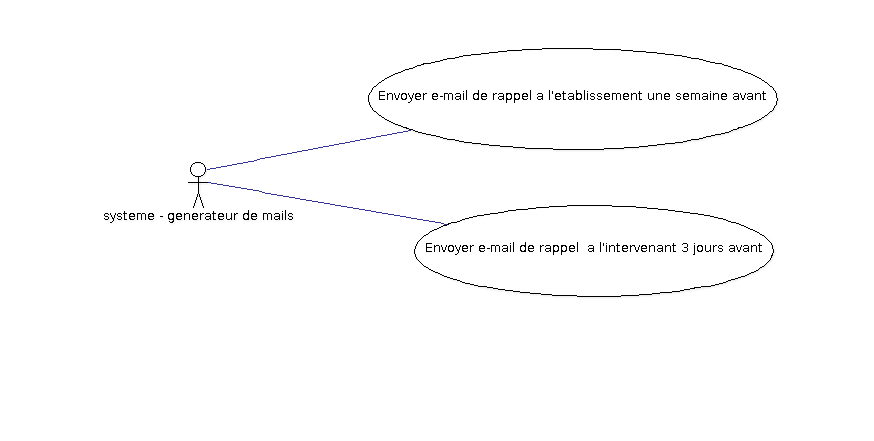 Envoyer e-mail de rappel a l'etablissement une semaine avant
systeme - generateur de mails
Envoyer e-mail de rappel  a l'intervenant 3 jours avant